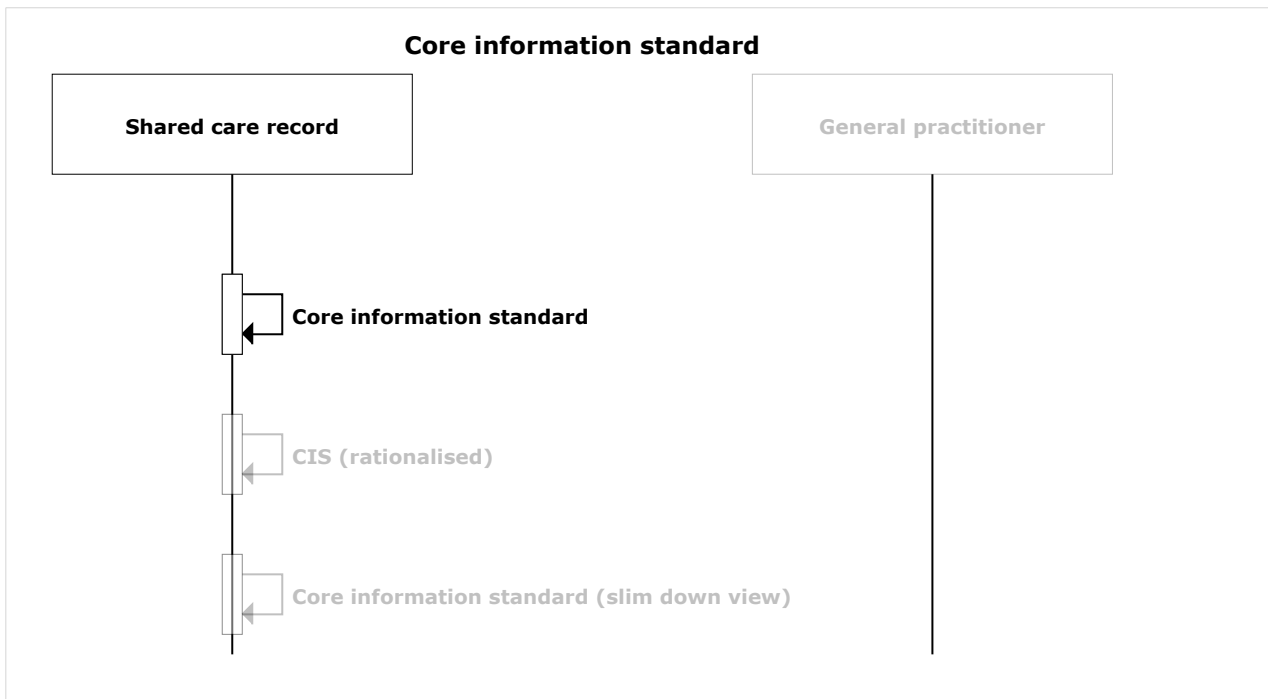 Core information standard
Shared care record
General practitioner
Core information standard
CIS (rationalised)
Core information standard (slim down view)